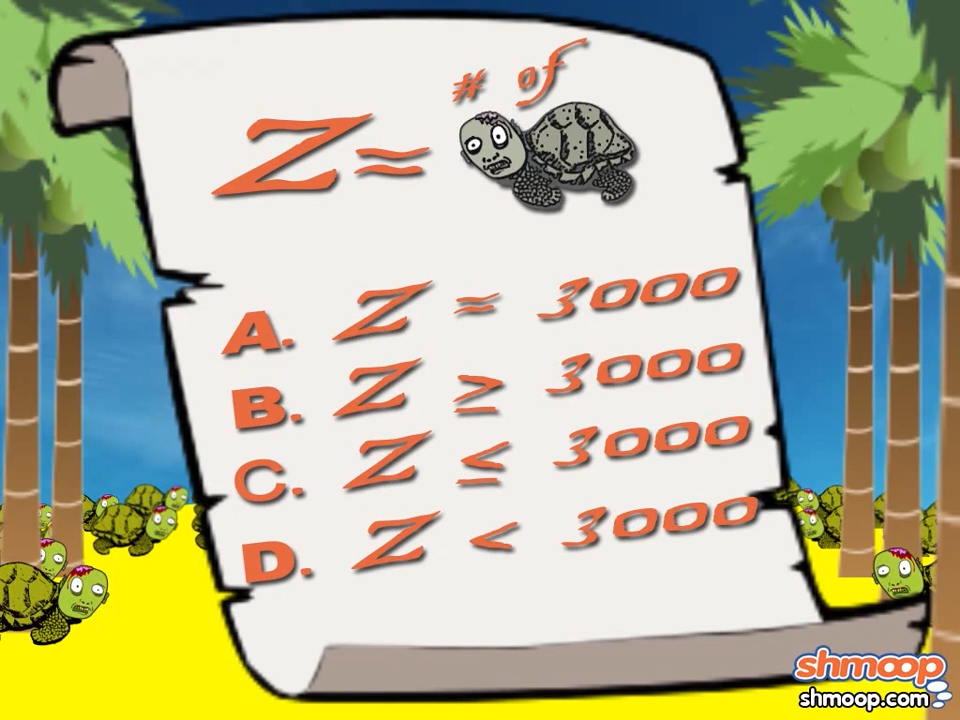 # of
Z=
A. Z = 3000
B. Z ≥ 3000
C. Z ≤ 3000
D. Z < 3000
shmoop
shmoop.com